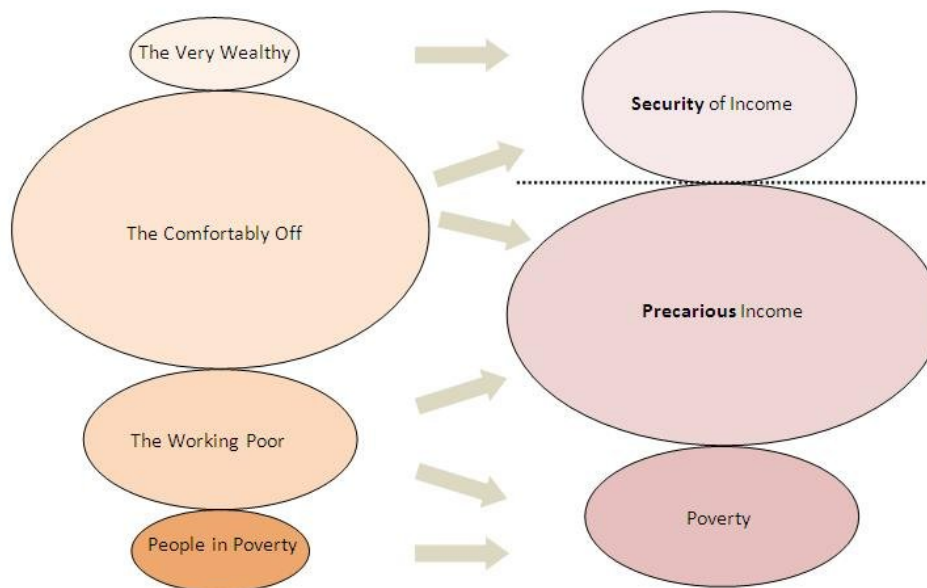 The Very Wealthy
The Comfortably Off
The Working Poor
People in Poverty
Security of Income
Precarious Income
Poverty